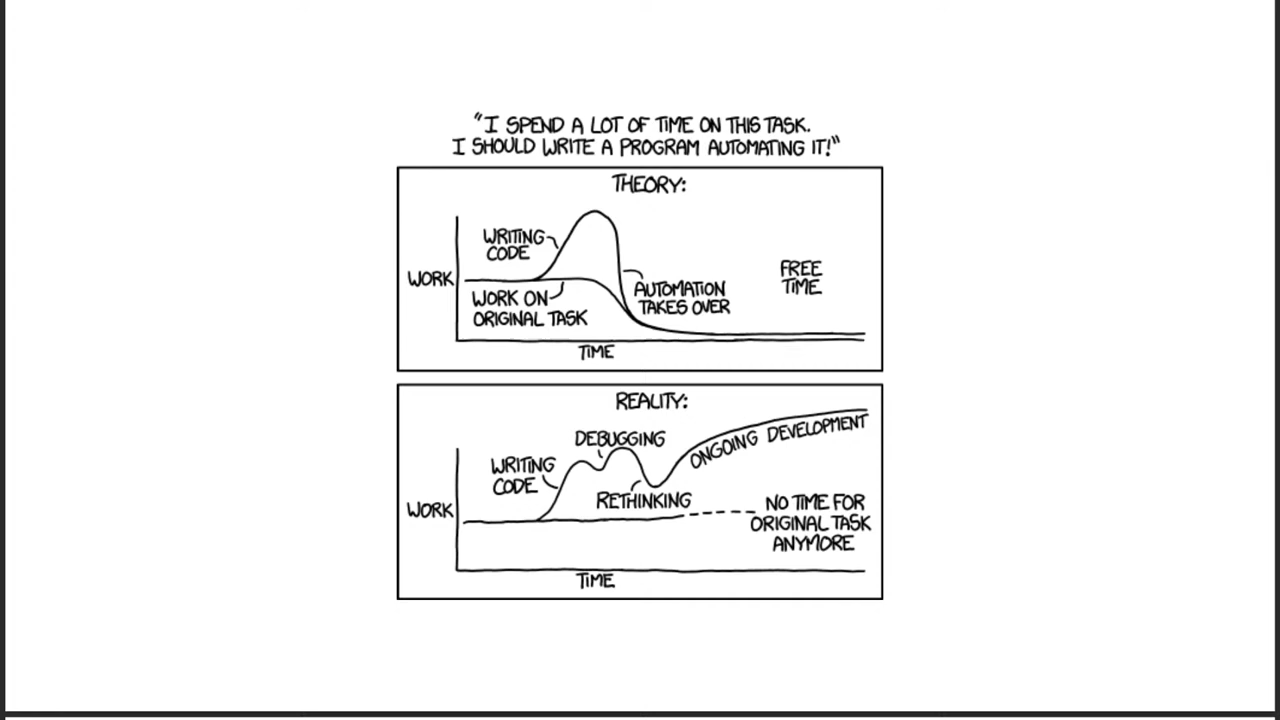 "I SPEND A LOT OF TIME ON THIS TASK.
I SHOULD WRITE A PROGRAM AUTOMATING IT!"
THEORY:
WRITING
CODE
WORK
WORK ON
ORIGINAL TASK
AUTOMATION
TAKES OVER
FREE
TIME
TIME
REALITY:
WRITING
CODE
DEBUGGING
RETHINKING
ONGOING DEVELOPMENT
WORK
NO TIME FOR
ORIGINAL TASK
ANYMORE
TIME